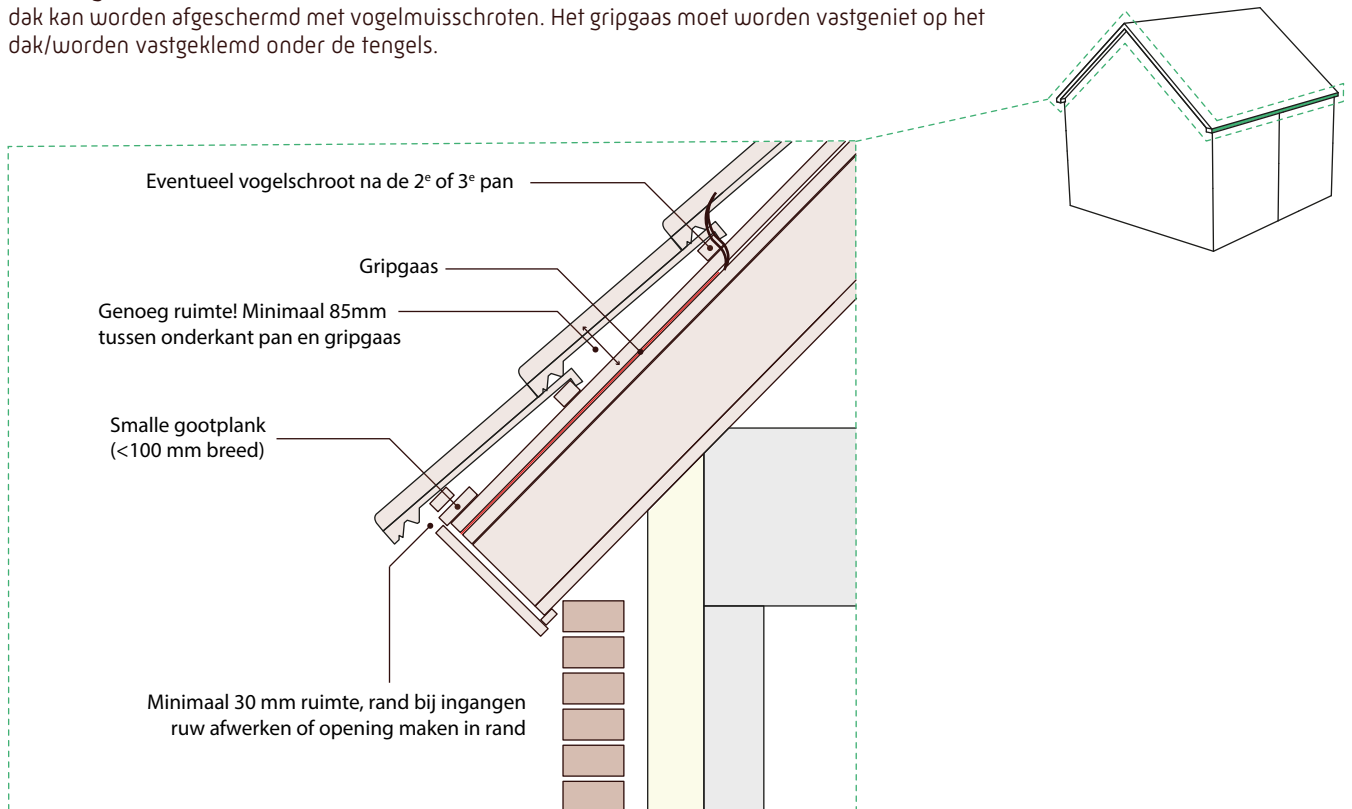 dak kan worden afgeschermd met vogelmuisschroten. Het gripgaas moet worden vastgeniet op het
dak/worden vastgeklemd onder de tengels.
Eventueel vogelschroot na de 2e of 3e pan
Gripgaas
Genoeg ruimte! Minimaal 85mm
tussen onderkant pan en gripgaas
Smalle gootplank
(<100 mm breed)
Minimaal 30 mm ruimte, rand bij ingangen
ruw afwerken of opening maken in rand